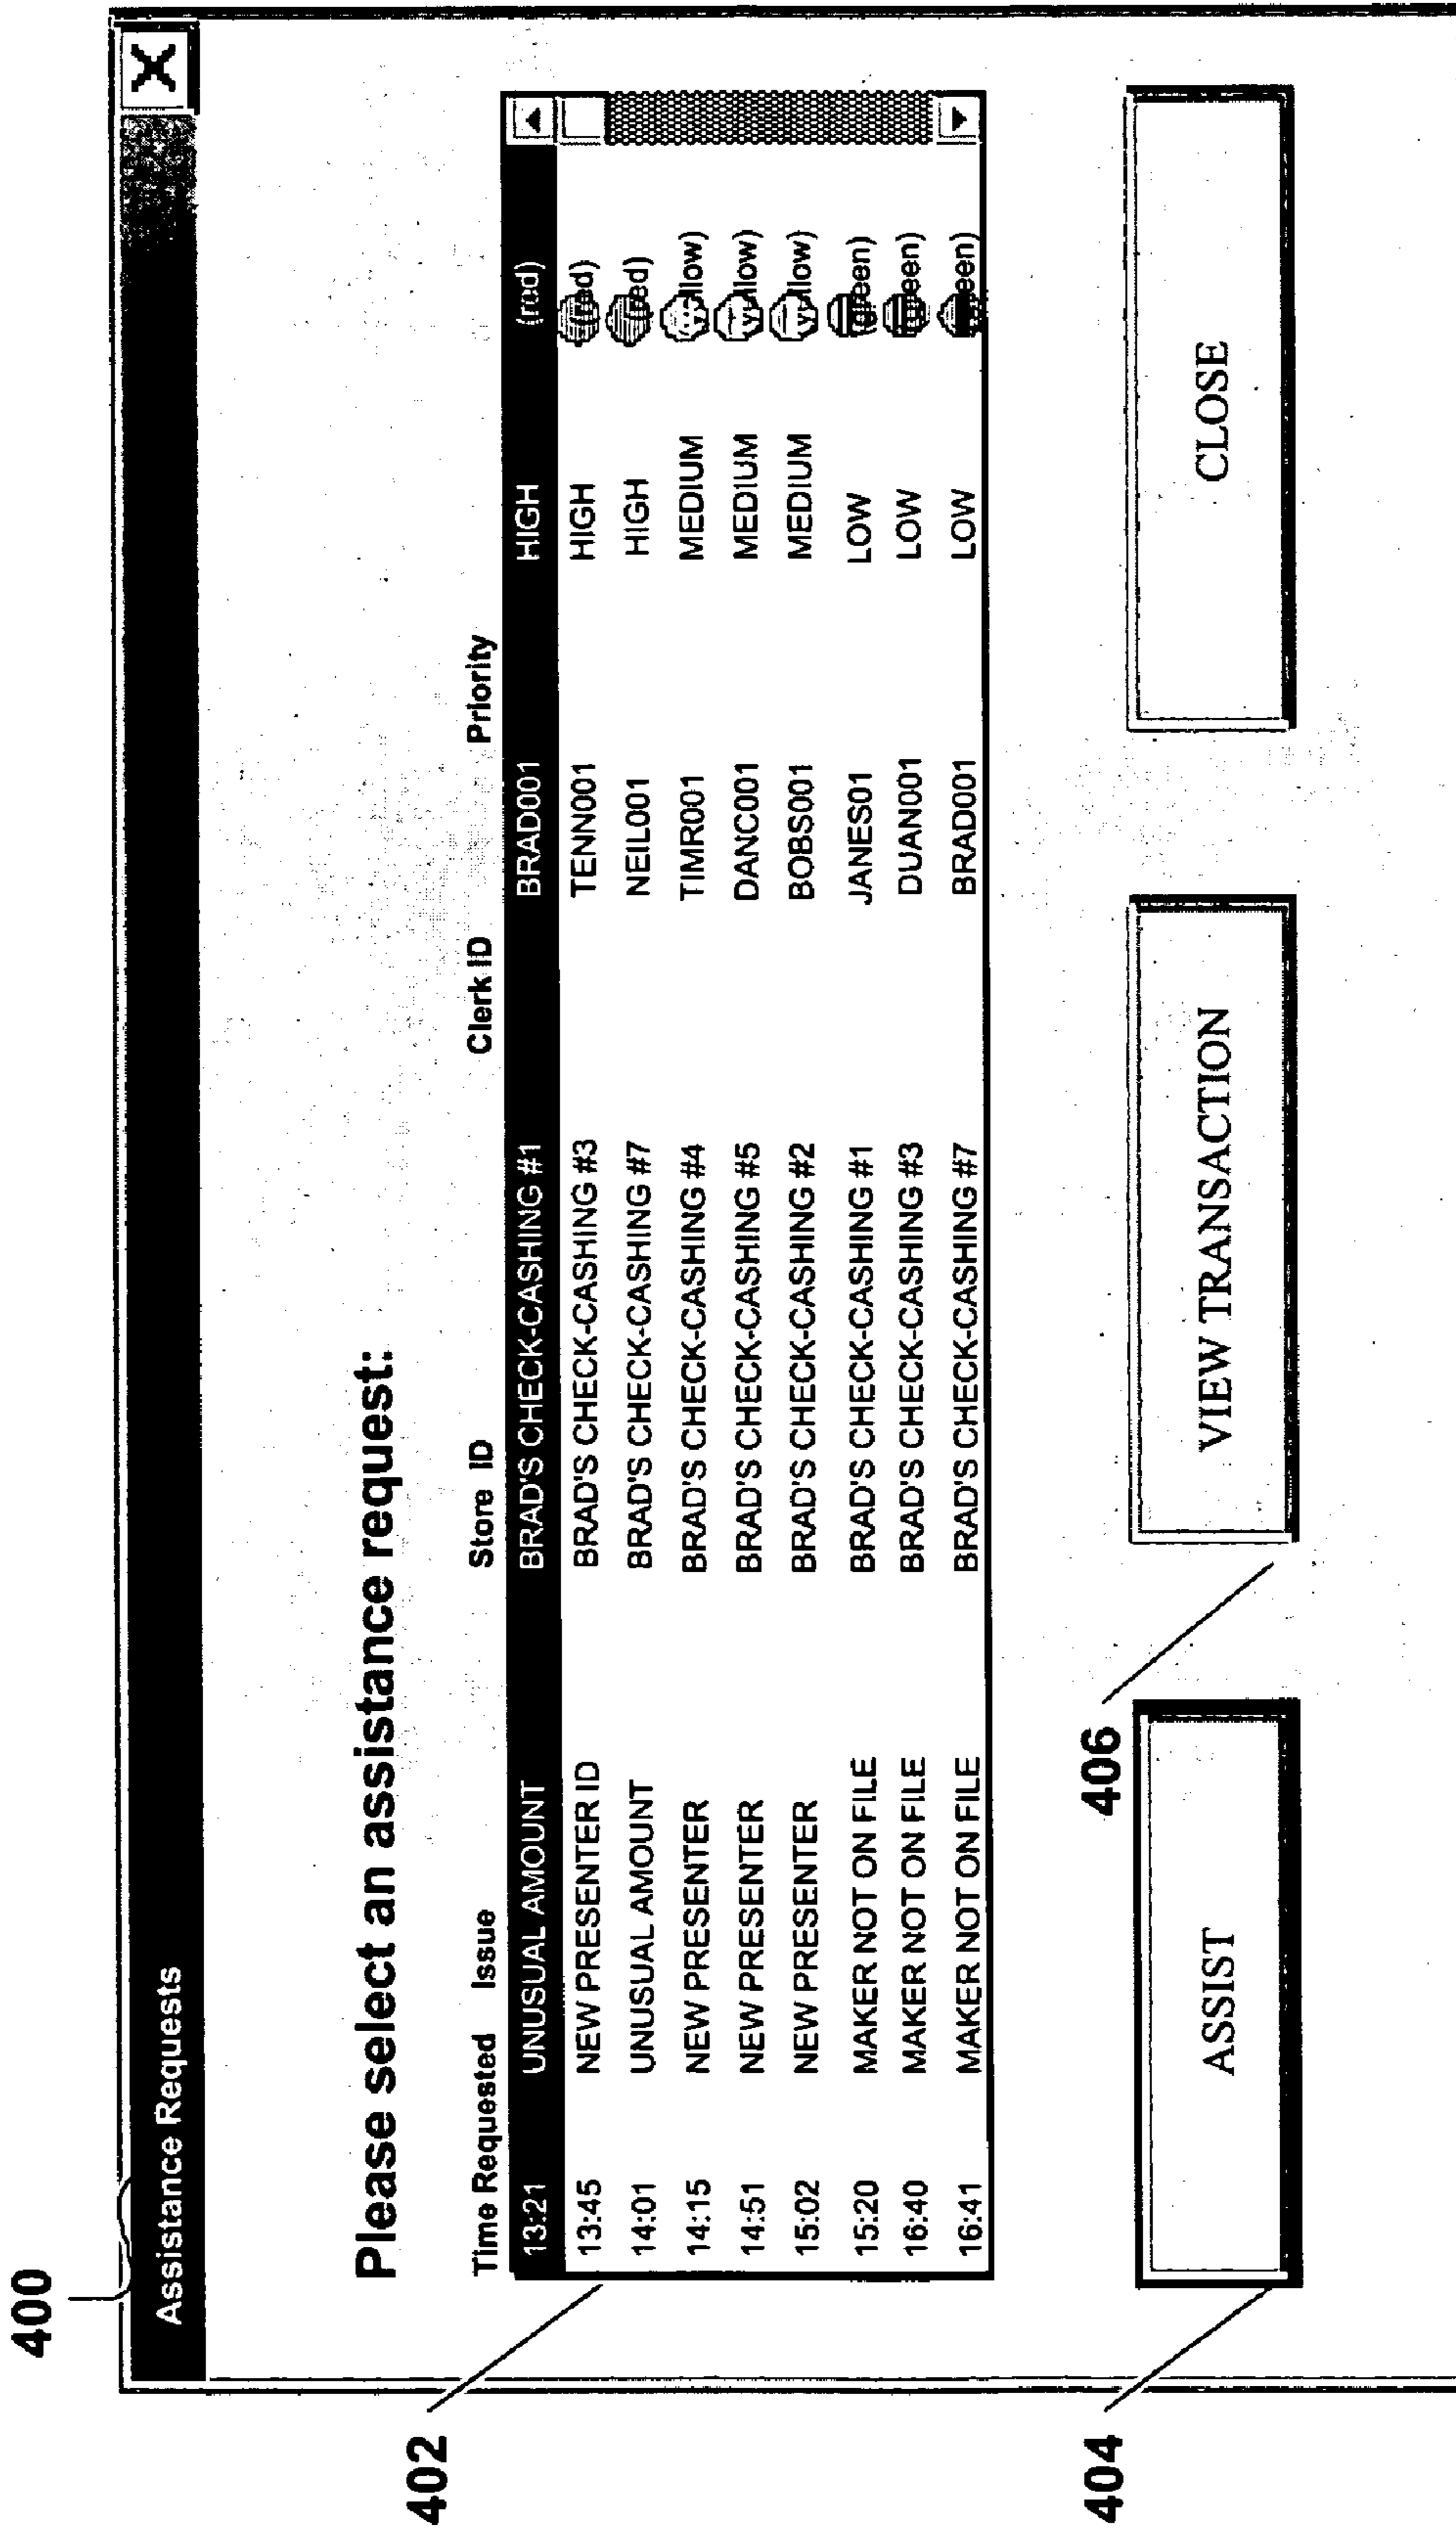 400
Assistance Requests X
Please select an assistance request:
Time Requested Issue Store ID Clerk ID Priority
13:21 UNUSUAL AMOUNT BRAD'S CHECK-CASHING #1 BRAD001 HIGH (red)
13:45 NEW PRESENTER ID BRAD'S CHECK-CASHING #3 TENN001 HIGH (red)
14:01 UNUSUAL AMOUNT BRAD'S CHECK-CASHING #7 NEIL001 HIGH (red)
14:15 NEW PRESENTER BRAD'S CHECK-CASHING #4 TIMR001 MEDIUM (yellow)
14:51 NEW PRESENTER BRAD'S CHECK-CASHING #5 DANC001 MEDIUM (yellow)
15:02 NEW PRESENTER BRAD'S CHECK-CASHING #2 BOBS001 MEDIUM (yellow)
15:20 MAKER NOT ON FILE BRAD'S CHECK-CASHING #1 JANES01 LOW (green)
16:40 MAKER NOT ON FILE BRAD'S CHECK-CASHING #3 DUAN001 LOW (green)
16:41 MAKER NOT ON FILE BRAD'S CHECK-CASHING #7 BRAD001 LOW (green)
402
406
ASSIST VIEW TRANSACTION CLOSE
404